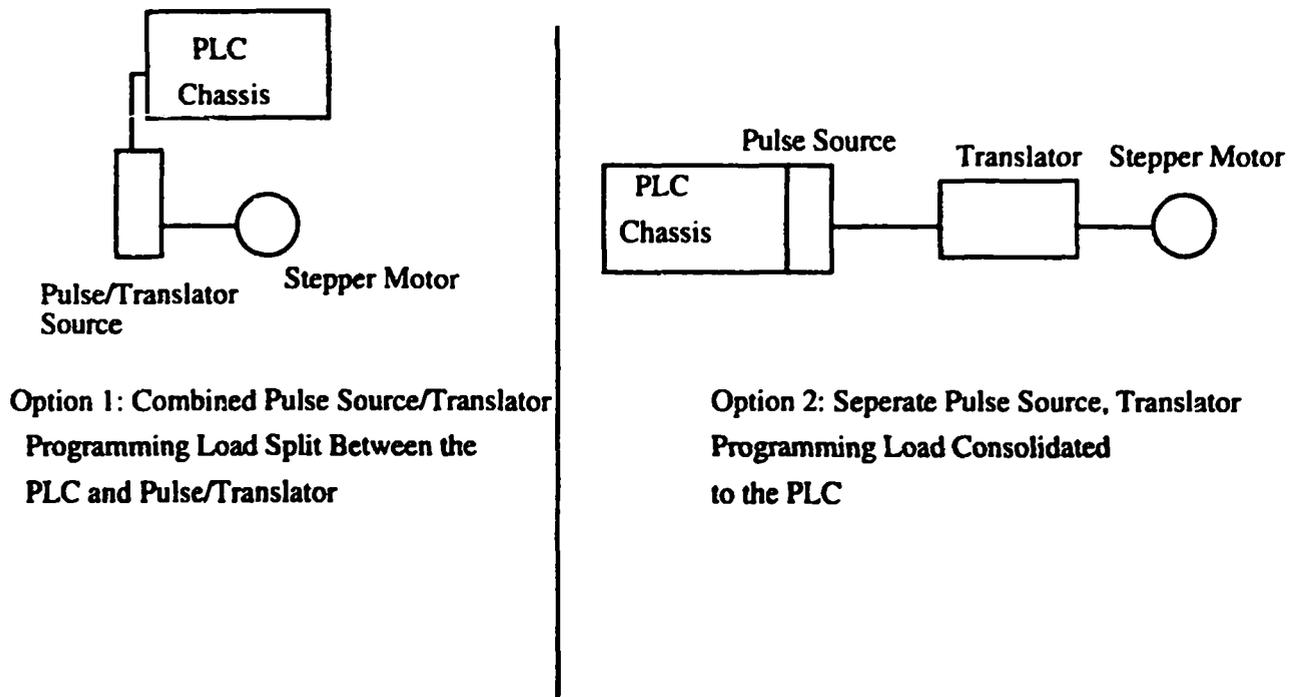 PLC
Chassis
Pulse/Translator
Source
Stepper Motor
Option 1: Combined Pulse Source/Translator
Programming Load Split Between the
PLC and Pulse/Translator
Pulse Source
Translator
Stepper Motor
PLC
Chassis
Option 2: Seperate Pulse Source, Translator
Programming Load Consolidated
to the PLC